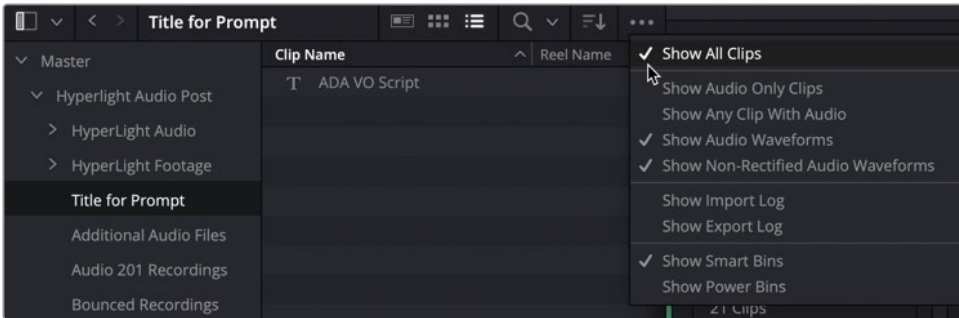 Title for Prompt
Clip Name Reel Name
T ADA VO Script
Master
Hyperlight Audio Post
HyperLight Audio
HyperLight Footage
Title for Prompt
Additional Audio Files
Audio 201 Recordings
Bounced Recordings
Show All Clips
Show Audio Only Clips
Show Any Clip With Audio
Show Audio Waveforms
Show Non-Rectified Audio Waveforms
Show Import Log
Show Export Log
Show Smart Bins
Show Power Bins
21 Clips